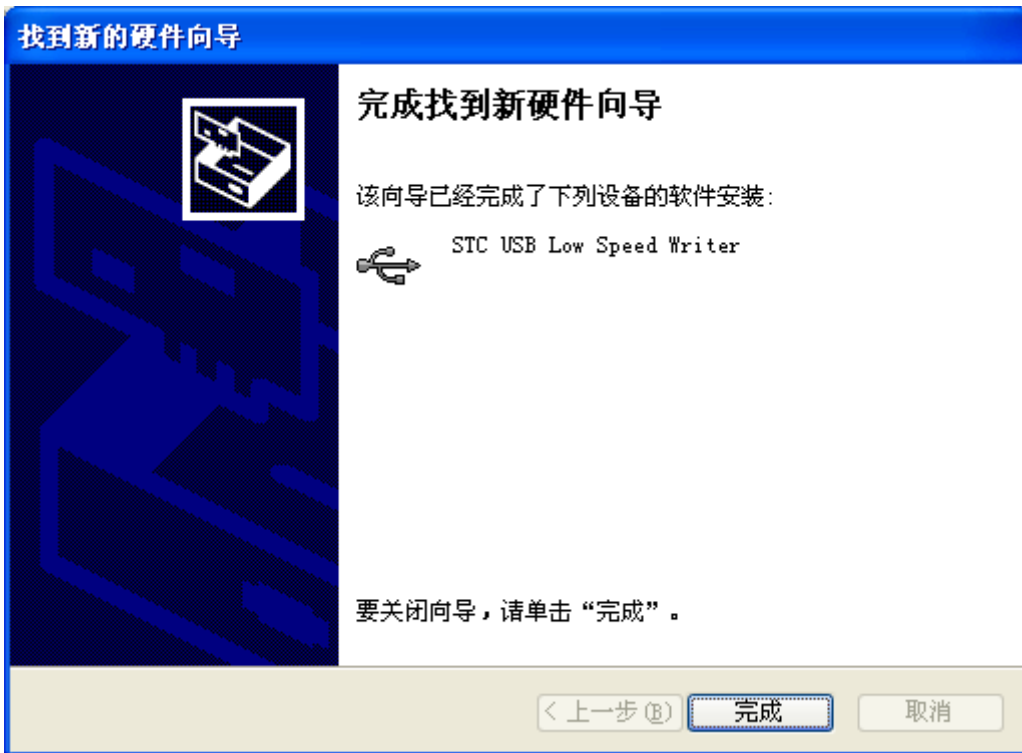 找到新的硬件向导
完成找到新硬件向导
该向导已经完成了下列设备的软件安装:
STC USB Low Speed Writer
要关闭向导，请单击“完成”。
< 上一步(B)
完成
取消